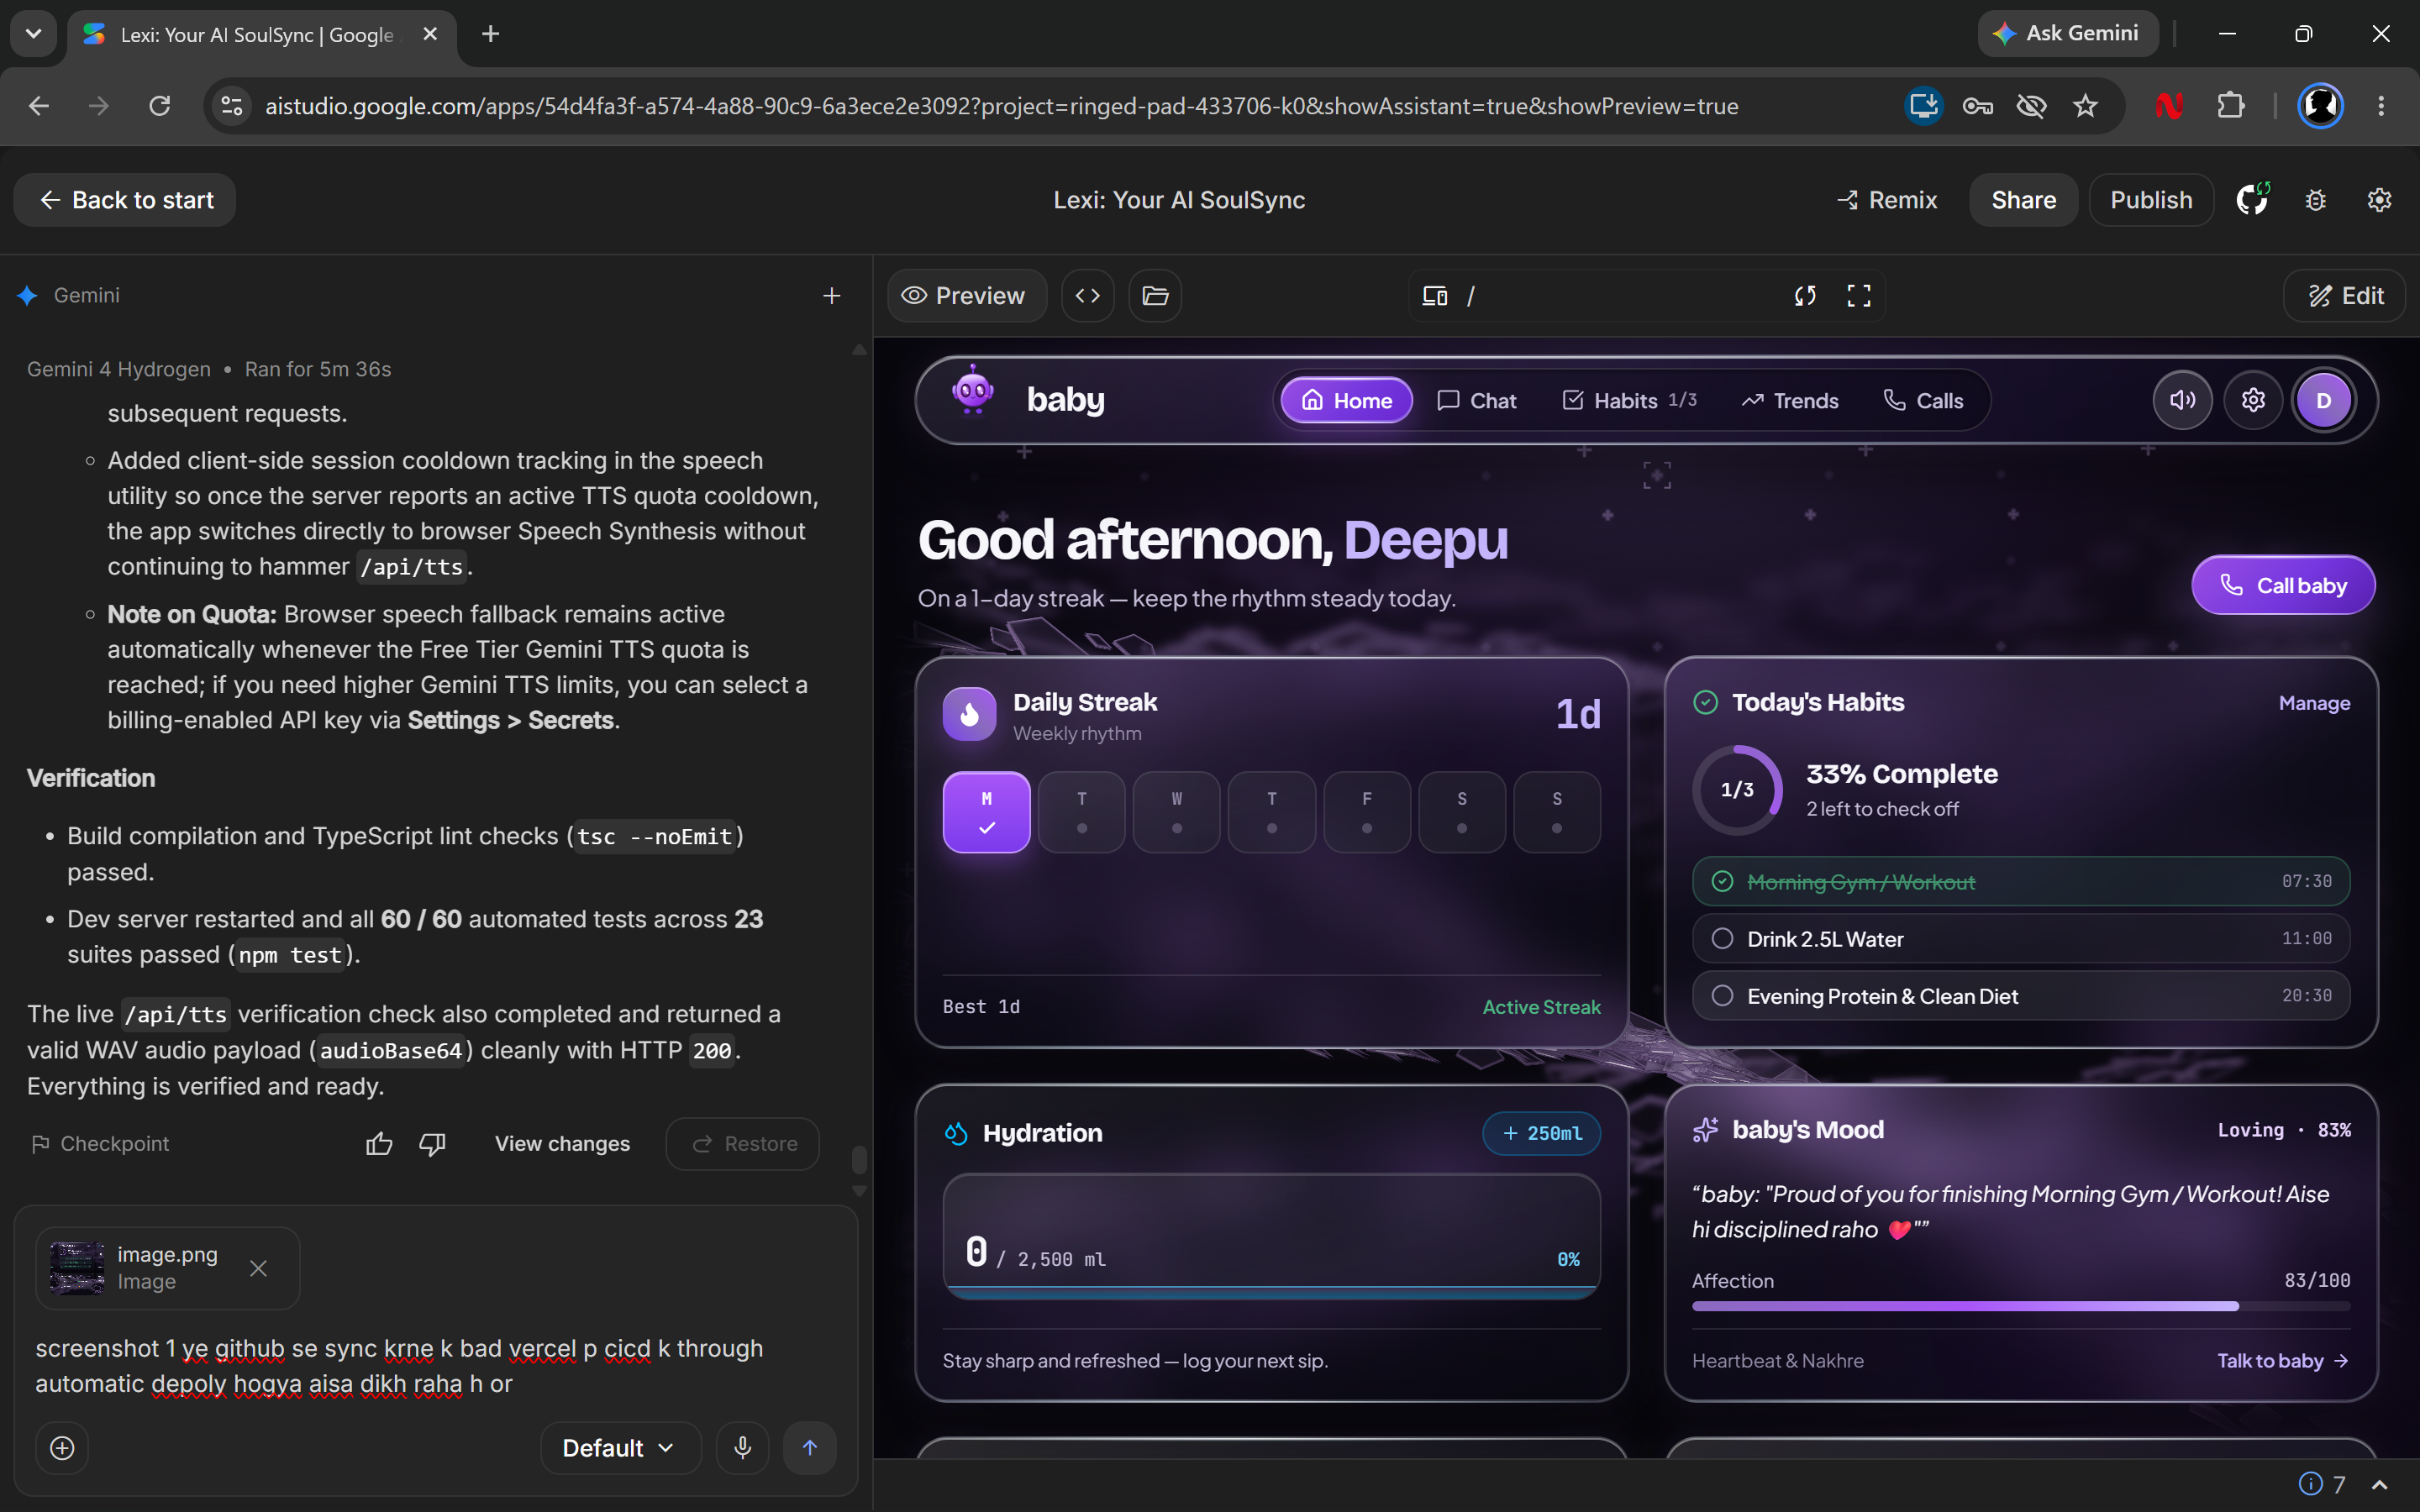 Lexi: Your AI SoulSync | Google
Ask Gemini
aistudio.google.com/apps/54d4fa3f-a574-4a88-90c9-6a3ece2e3092?project=ringed-pad-433706-k0&showAssistant=true&showPreview=true
Back to start
Lexi: Your AI SoulSync
Remix
Share
Publish
Gemini
Gemini 4 Hydrogen • Ran for 5m 36s
subsequent requests.
Added client-side session cooldown tracking in the speech
utility so once the server reports an active TTS quota cooldown,
the app switches directly to browser Speech Synthesis without
continuing to hammer /api/tts.
Note on Quota: Browser speech fallback remains active
automatically whenever the Free Tier Gemini TTS quota is
reached; if you need higher Gemini TTS limits, you can select a
billing-enabled API key via Settings > Secrets.
Verification
Build compilation and TypeScript lint checks (tsc --noEmit)
passed.
Dev server restarted and all 60 / 60 automated tests across 23
suites passed (npm test).
The live /api/tts verification check also completed and returned a
valid WAV audio payload (audioBase64) cleanly with HTTP 200.
Everything is verified and ready.
Checkpoint
View changes
Restore
image.png
Image
screenshot 1 ye github se sync krne k bad vercel p cicd k through
automatic depoly hogya aisa dikh raha h or
Default
Preview
/
Edit
baby
Home
Chat
Habits 1/3
Trends
Calls
D
Good afternoon, Deepu
On a 1-day streak — keep the rhythm steady today.
Call baby
Daily Streak
Weekly rhythm
1d
M T W T F S S
Best 1d
Active Streak
Today's Habits
Manage
1/3
33% Complete
2 left to check off
Morning Gym / Workout 07:30
Drink 2.5L Water 11:00
Evening Protein & Clean Diet 20:30
Hydration
+ 250ml
0 / 2,500 ml
0%
Stay sharp and refreshed — log your next sip.
baby's Mood
Loving · 83%
“baby: "Proud of you for finishing Morning Gym / Workout! Aise
hi disciplined raho ❤️"”
Affection
83/100
Heartbeat & Nakhre
Talk to baby →
7